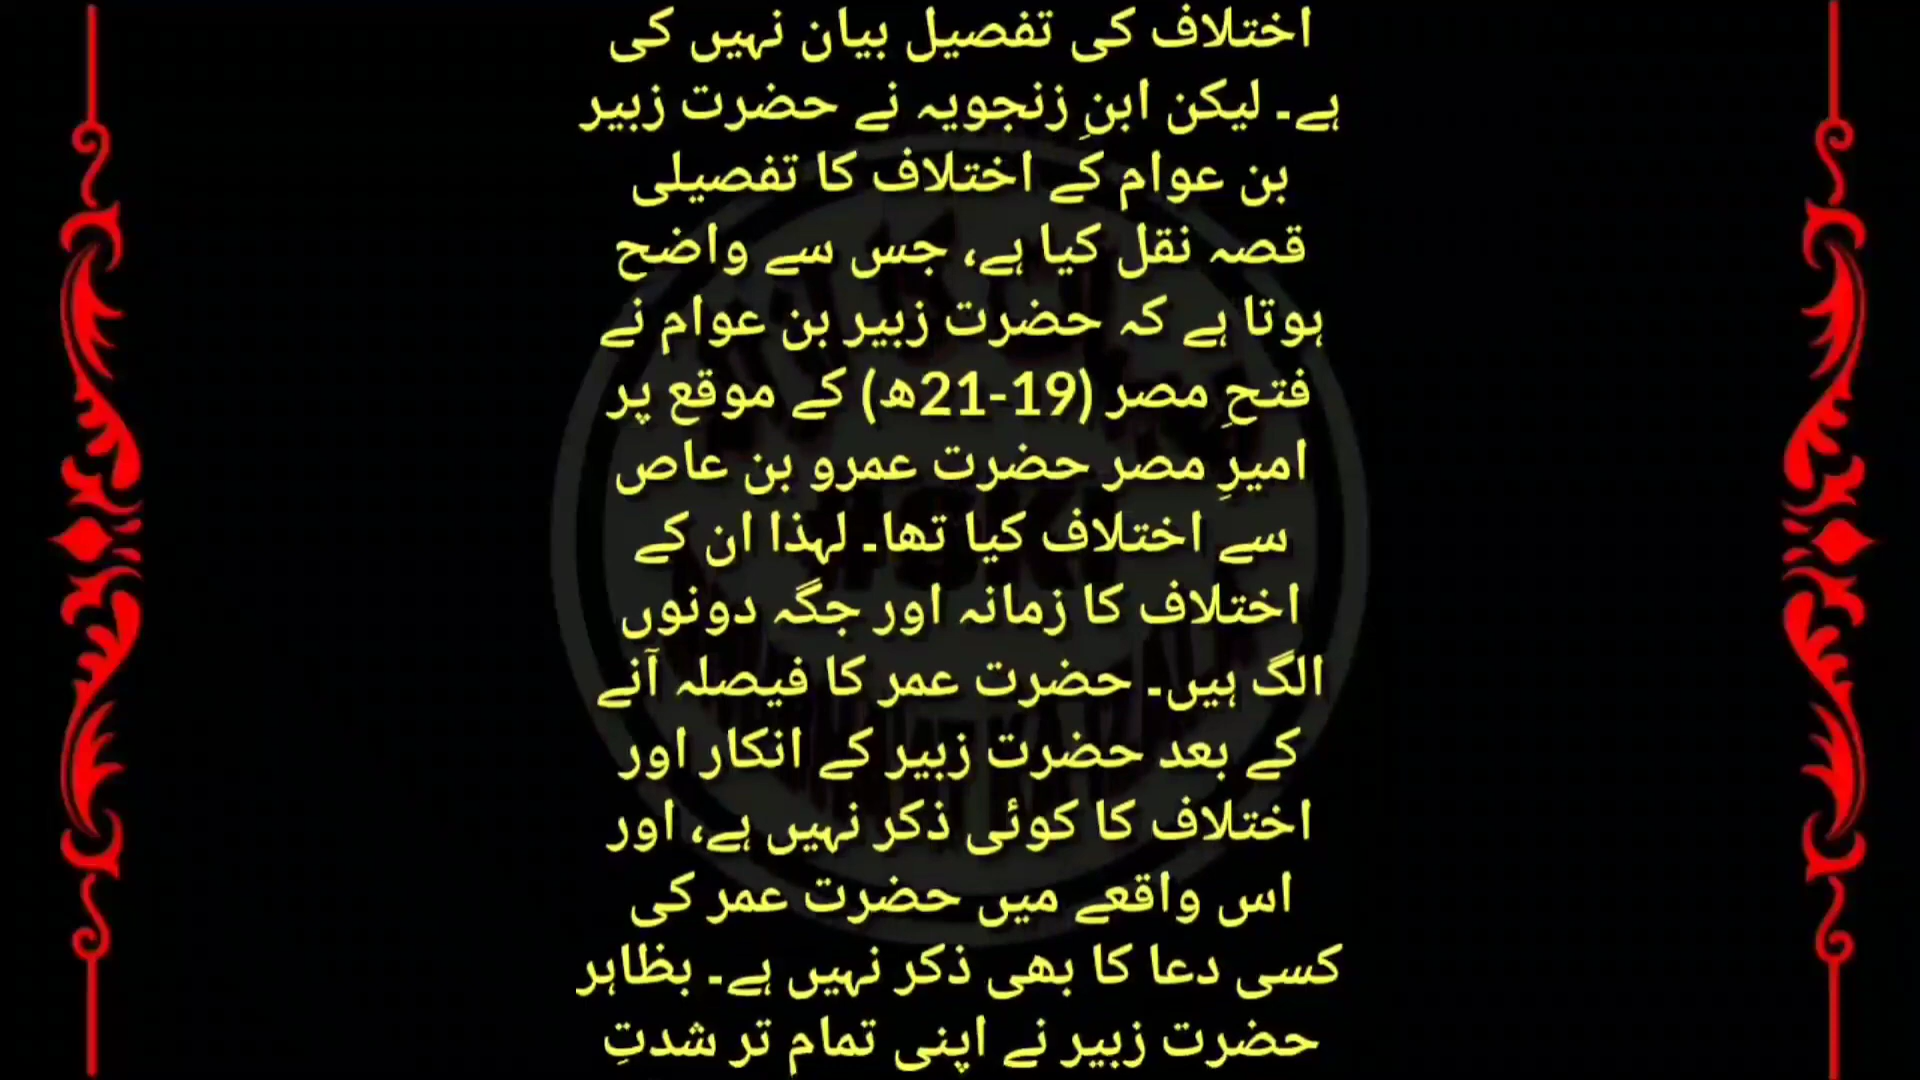 اختلاف کی تفصیل بیان نہیں کی
ہے۔ لیکن ابنِ زنجویہ نے حضرت زبیر
بن عوام کے اختلاف کا تفصیلی
قصہ نقل کیا ہے، جس سے واضح
ہوتا ہے کہ حضرت زبیر بن عوام نے
فتحِ مصر (19-21ھ) کے موقع پر
امیرِ مصر حضرت عمرو بن عاص
سے اختلاف کیا تھا۔ لہذا ان کے
اختلاف کا زمانہ اور جگہ دونوں
الگ ہیں۔ حضرت عمر کا فیصلہ آنے
کے بعد حضرت زبیر کے انکار اور
اختلاف کا کوئی ذکر نہیں ہے، اور
اس واقعے میں حضرت عمر کی
کسی دعا کا بھی ذکر نہیں ہے۔ بظاہر
حضرت زبیر نے اپنی تمام تر شدتِ